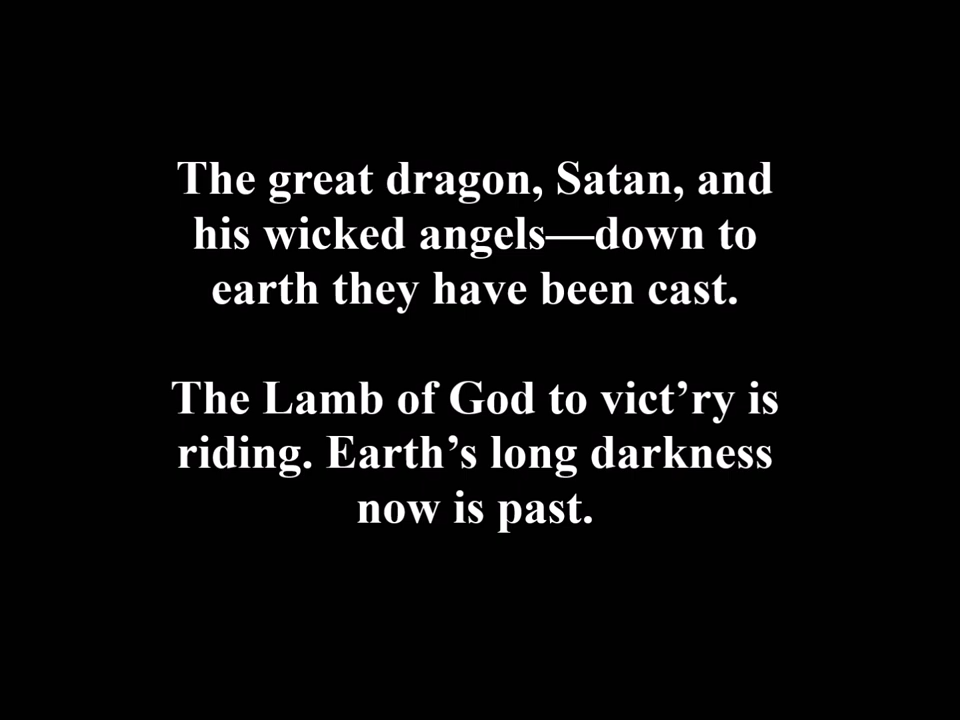 The great dragon, Satan, and
his wicked angels—down to
earth they have been cast.
The Lamb of God to vict’ry is
riding. Earth’s long darkness
now is past.